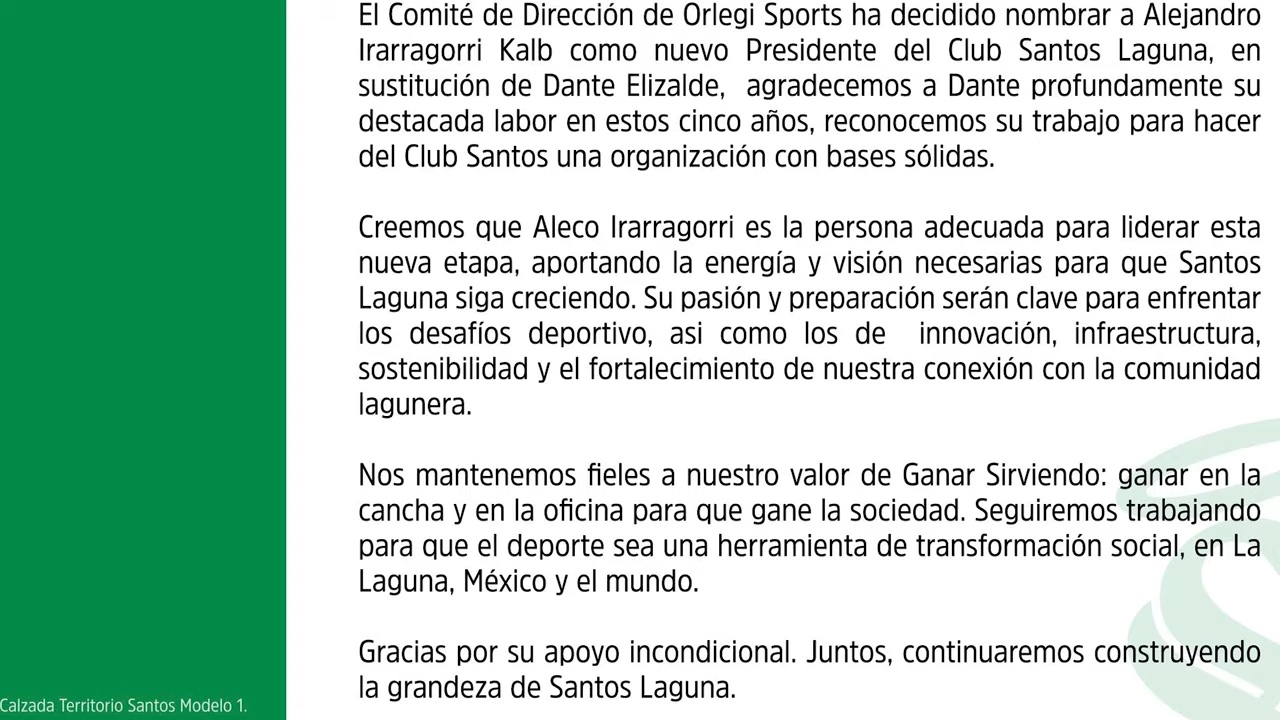 El Comité de Dirección de Orlegi Sports ha decidido nombrar a Alejandro
Irarragorri Kalb como nuevo Presidente del Club Santos Laguna, en
sustitución de Dante Elizalde, agradecemos a Dante profundamente su
destacada labor en estos cinco años, reconocemos su trabajo para hacer
del Club Santos una organización con bases sólidas.
Creemos que Aleco Irarragorri es la persona adecuada para liderar esta
nueva etapa, aportando la energía y visión necesarias para que Santos
Laguna siga creciendo. Su pasión y preparación serán clave para enfrentar
los desafíos deportivo, asi como los de innovación, infraestructura,
sostenibilidad y el fortalecimiento de nuestra conexión con la comunidad
lagunera.
Nos mantenemos fieles a nuestro valor de Ganar Sirviendo: ganar en la
cancha y en la oficina para que gane la sociedad. Seguiremos trabajando
para que el deporte sea una herramienta de transformación social, en La
Laguna, México y el mundo.
Gracias por su apoyo incondicional. Juntos, continuaremos construyendo
la grandeza de Santos Laguna.
Calzada Territorio Santos Modelo 1.